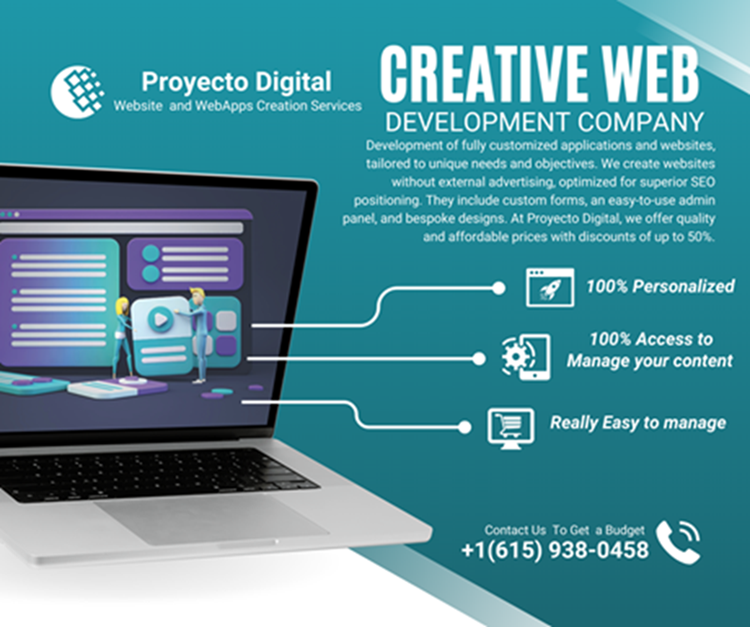 Proyecto Digital
Website and WebApps Creation Services
CREATIVE WEB
DEVELOPMENT COMPANY
Development of fully customized applications and websites,
tailored to unique needs and objectives. We create websites
without external advertising, optimized for superior SEO
positioning. They include custom forms, an easy-to-use admin
panel, and bespoke designs. At Proyecto Digital, we offer quality
and affordable prices with discounts of up to 50%.
100% Personalized
100% Access to
Manage your content
Really Easy to manage
Contact Us To Get a Budget
+1(615) 938-0458